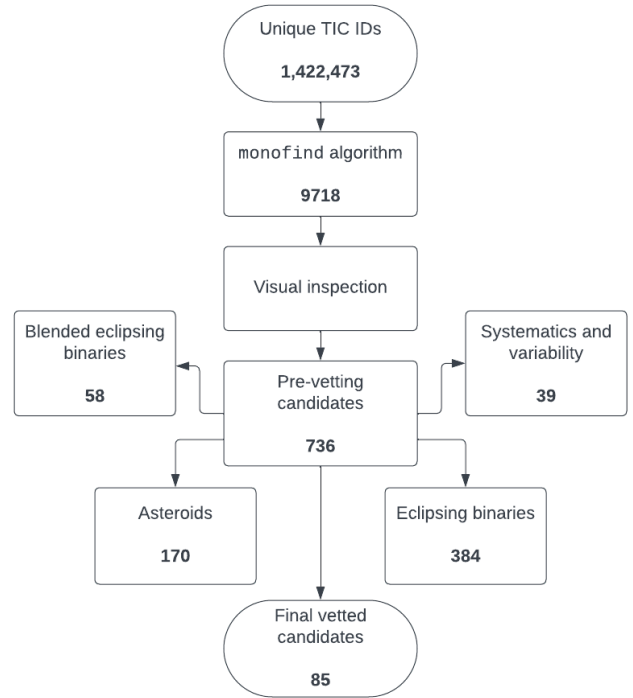 Unique TIC IDs
1,422,473
monofind algorithm
9718
Visual inspection
Blended eclipsing
binaries
58
Systematics and
variability
39
Pre-vetting
candidates
736
Asteroids
170
Eclipsing binaries
384
Final vetted
candidates
85